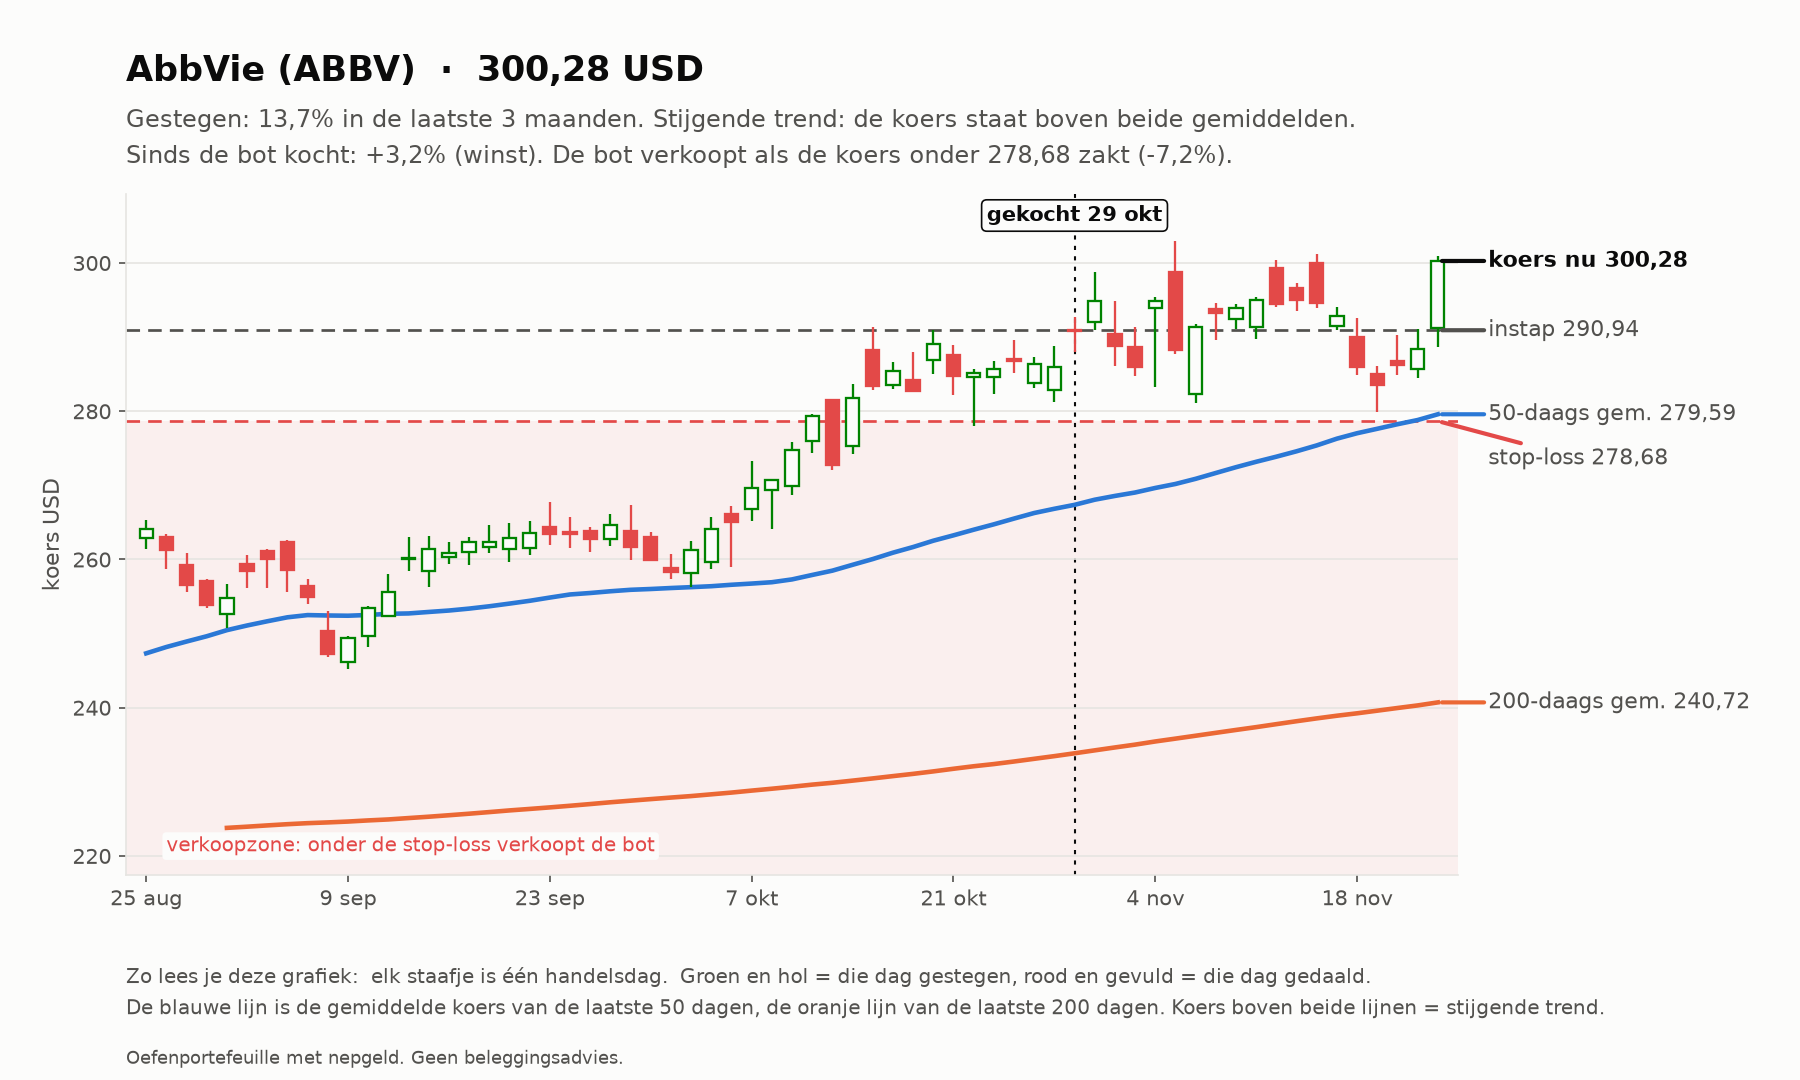 AbbVie (ABBV)  ·  300,28 USD
Gestegen: 13,7% in de laatste 3 maanden. Stijgende trend: de koers staat boven beide gemiddelden.
Sinds de bot kocht: +3,2% (winst). De bot verkoopt als de koers onder 278,68 zakt (-7,2%).
gekocht 29 okt
koers nu 300,28
instap 290,94
50-daags gem. 279,59
stop-loss 278,68
200-daags gem. 240,72
koers USD
300
280
260
240
220
verkoopzone: onder de stop-loss verkoopt de bot
25 aug
9 sep
23 sep
7 okt
21 okt
4 nov
18 nov
Zo lees je deze grafiek:  elk staafje is één handelsdag.  Groen en hol = die dag gestegen, rood en gevuld = die dag gedaald.
De blauwe lijn is de gemiddelde koers van de laatste 50 dagen, de oranje lijn van de laatste 200 dagen. Koers boven beide lijnen = stijgende trend.
Oefenportefeuille met nepgeld. Geen beleggingsadvies.